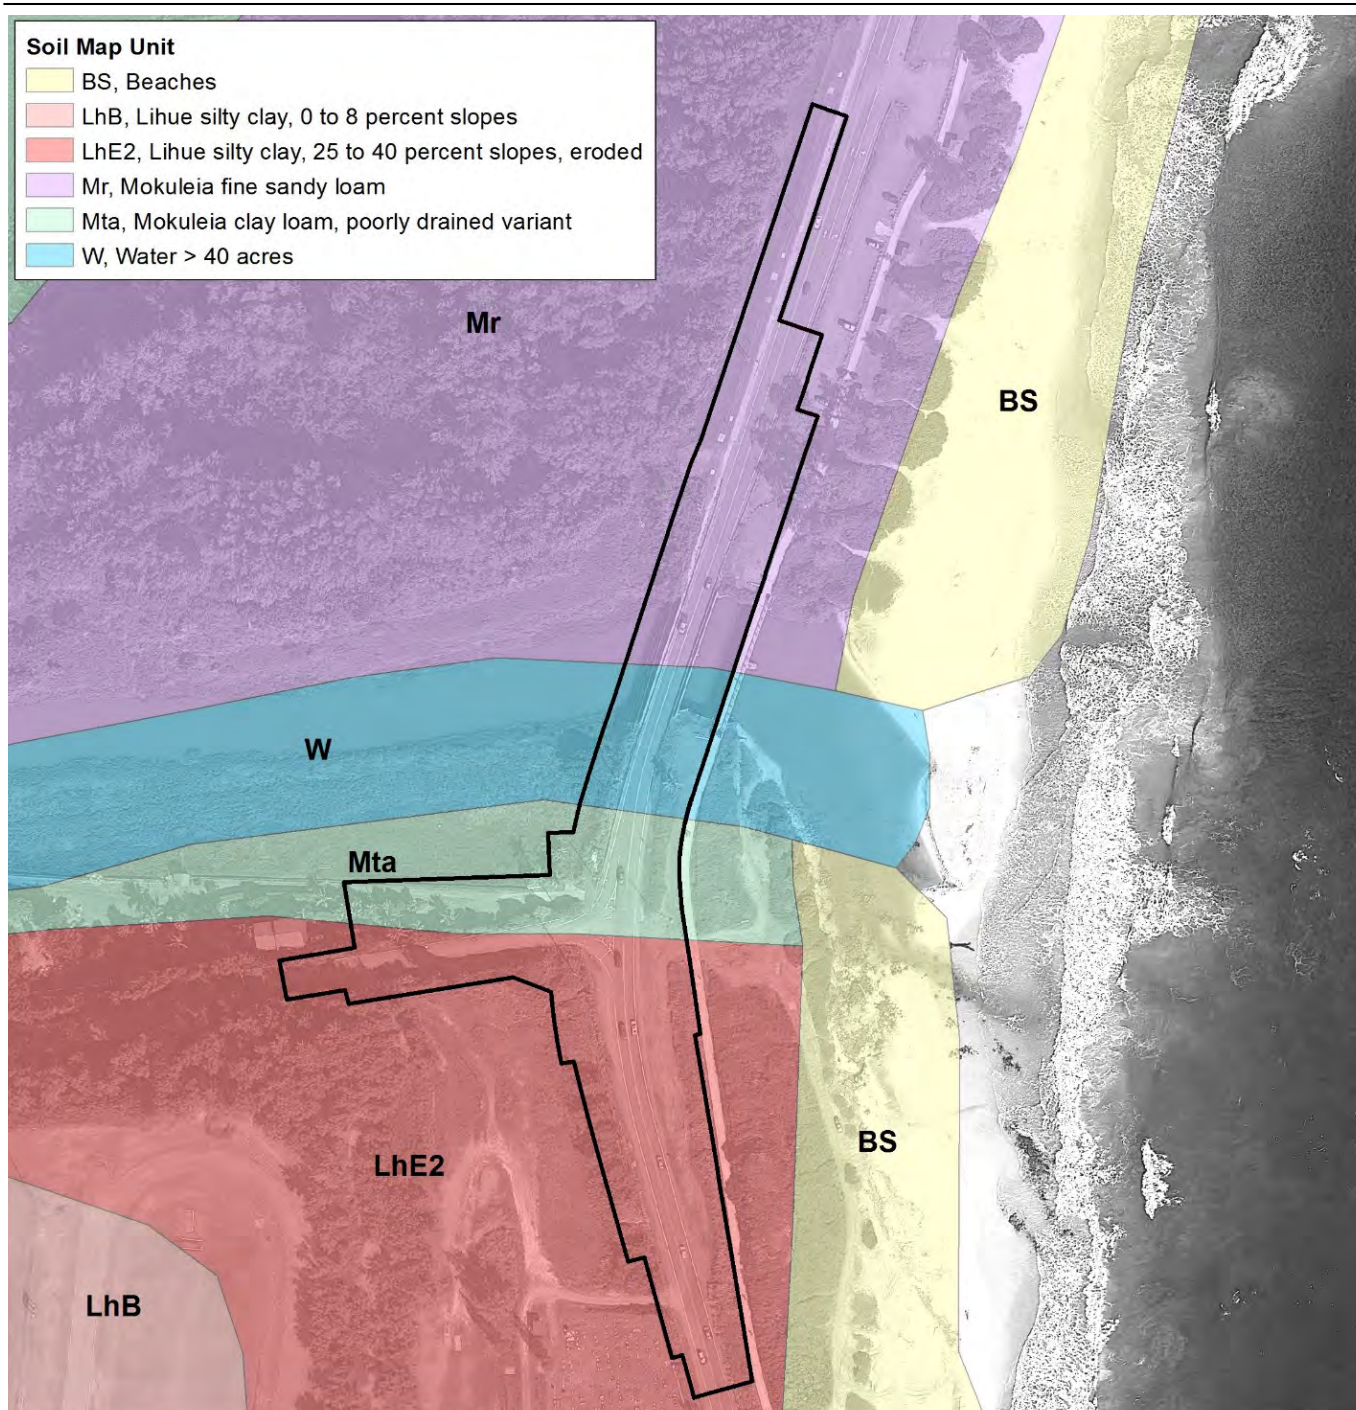 Soil Map Unit
BS, Beaches
LhB, Lihue silty clay, 0 to 8 percent slopes
LhE2, Lihue silty clay, 25 to 40 percent slopes, eroded
Mr, Mokuleia fine sandy loam
Mta, Mokuleia clay loam, poorly drained variant
W, Water > 40 acres
Mr
BS
W
Mta
BS
LhE2
LhB